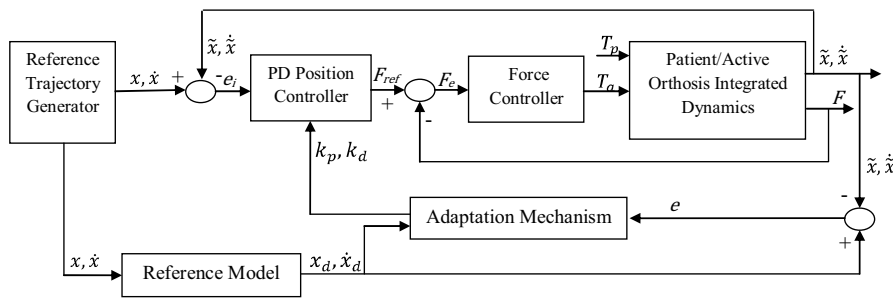 Reference
Trajectory
Generator
x, ẋ
+
x̃, x̃̇
-
eᵢ
PD Position
Controller
F_ref
+
-
F_e
Force
Controller
T_p
T_a
Patient/Active
Orthosis Integrated
Dynamics
x̃, x̃̇
F
x̃, x̃̇
k_p, k_d
Adaptation Mechanism
e
-
+
x, ẋ
Reference Model
x_d, ẋ_d